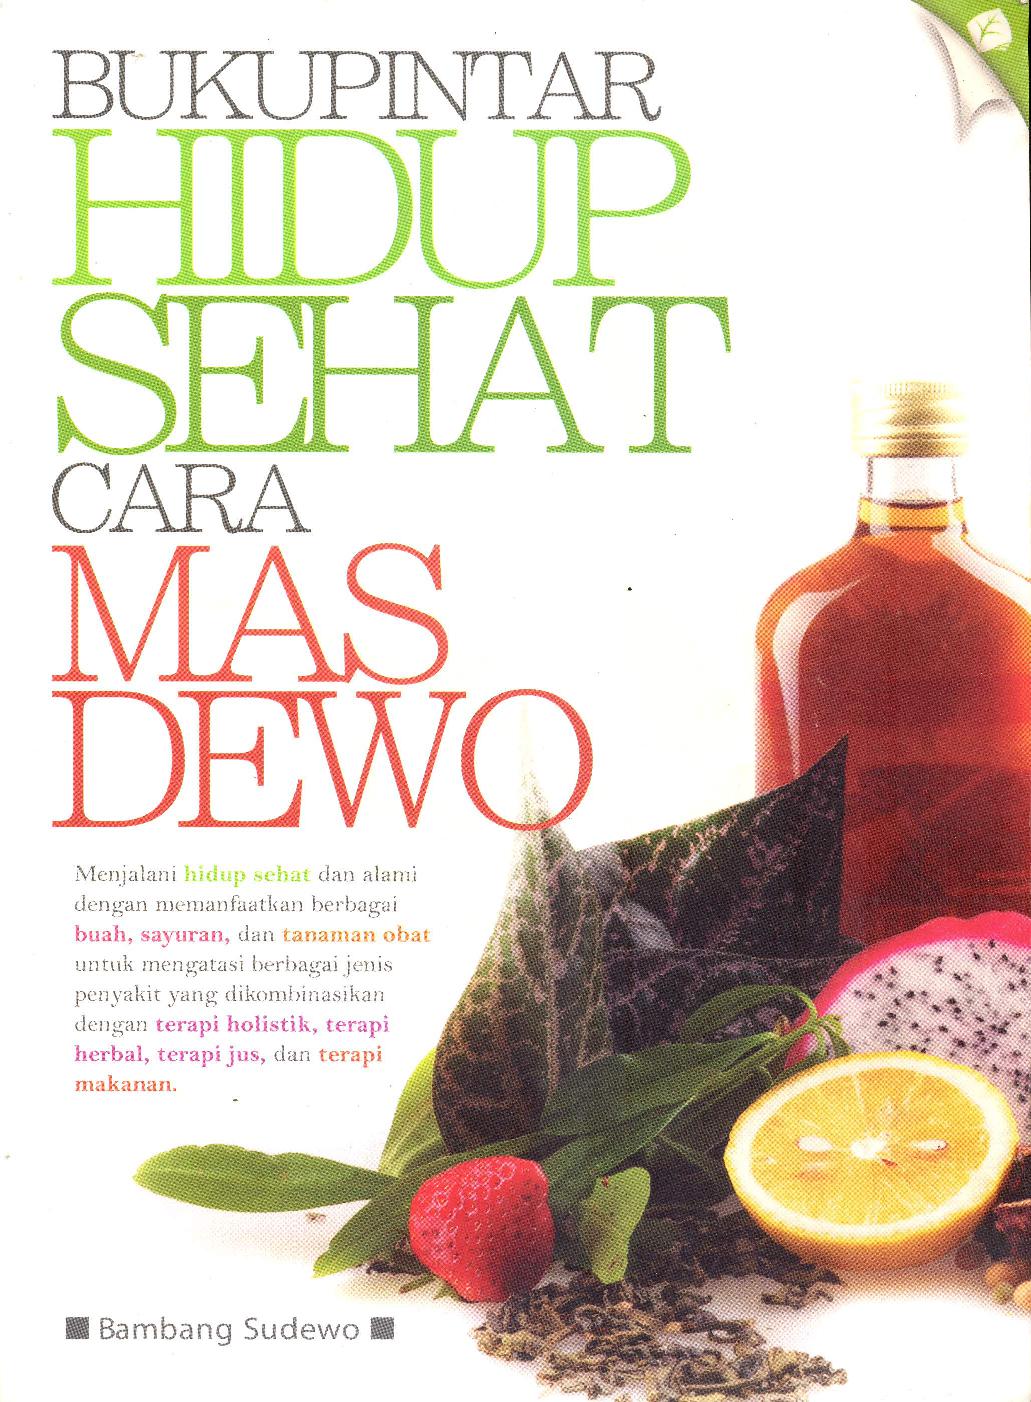 BUKUPINTAR
HIDUP
SEHAT
CARA
MAS
DEWO
Menjalani hidup sehat dan alami
dengan memanfaatkan berbagai
buah, sayuran, dan tanaman obat
untuk mengatasi berbagai jenis
penyakit yang dikombinasikan
dengan terapi holistik, terapi
herbal, terapi jus, dan terapi
makanan.
Bambang Sudewo